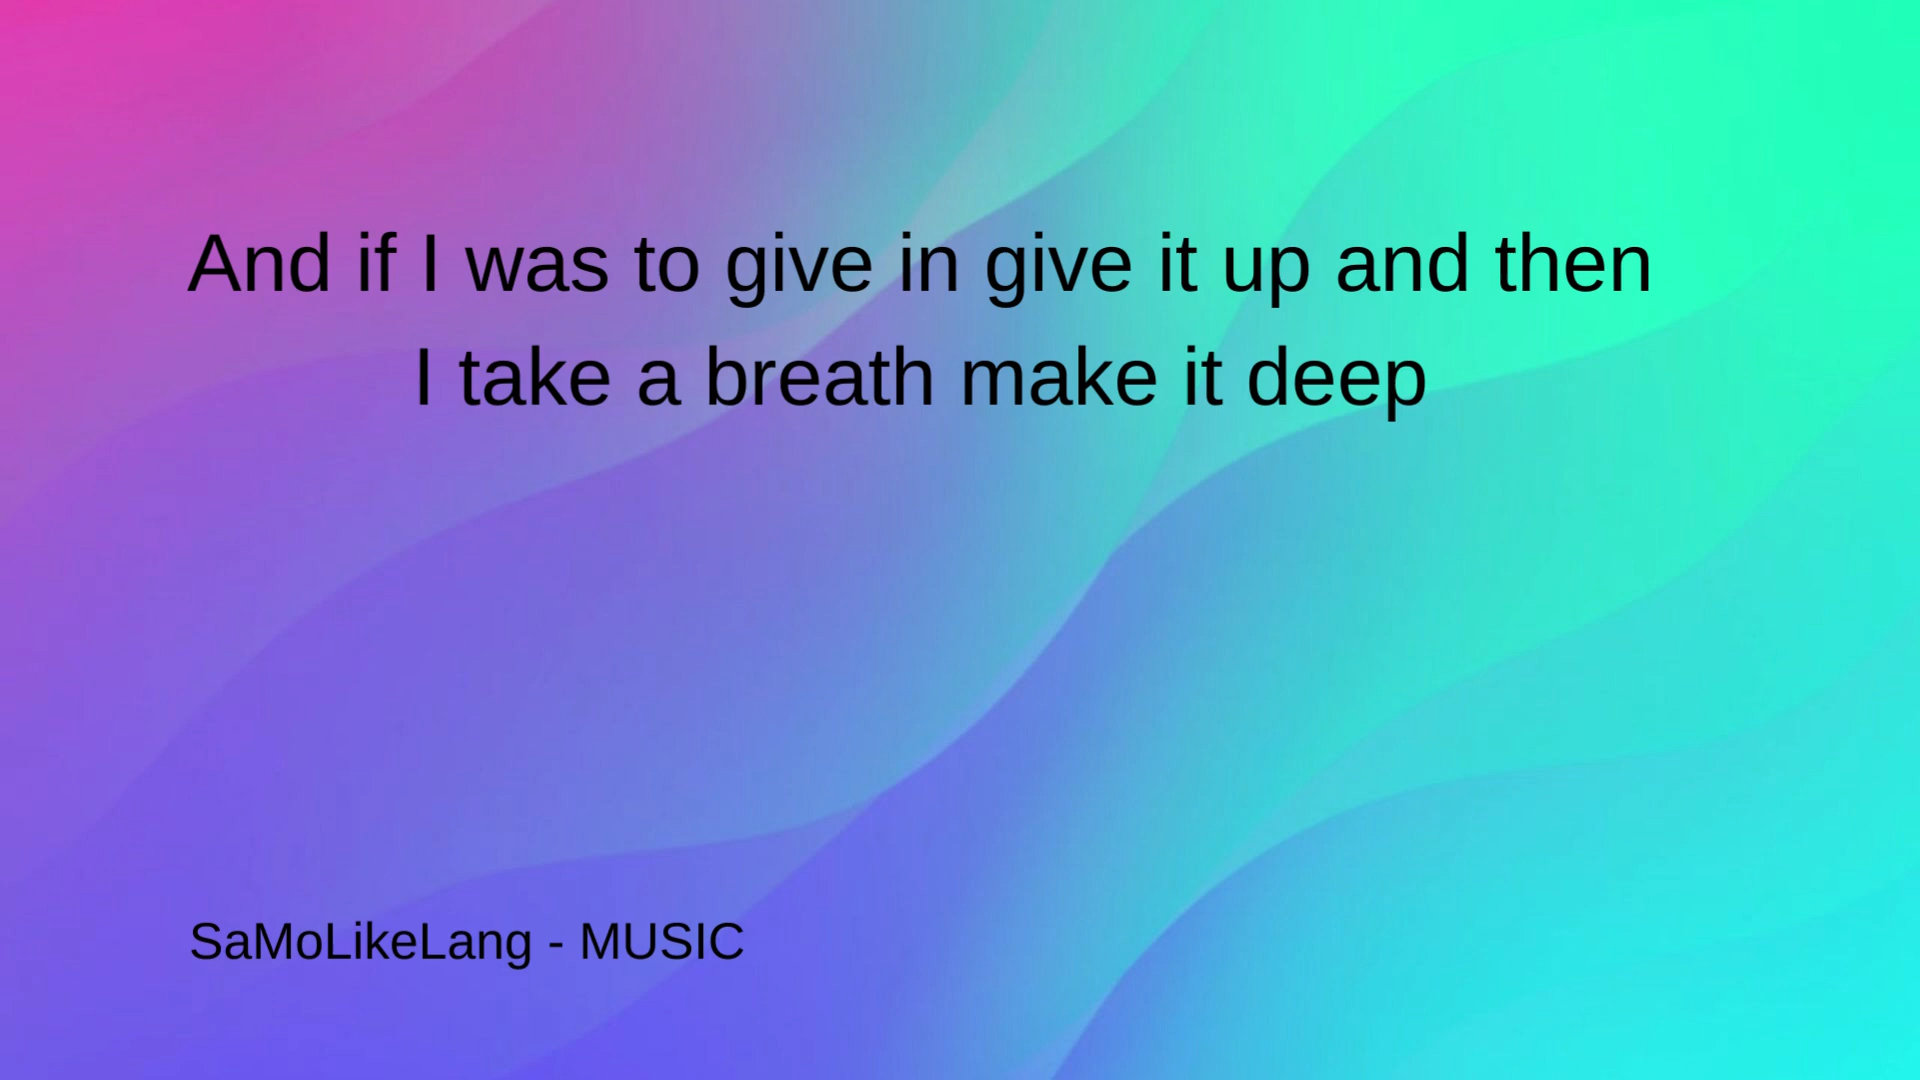 And if I was to give in give it up and then
I take a breath make it deep
SaMoLikeLang - MUSIC